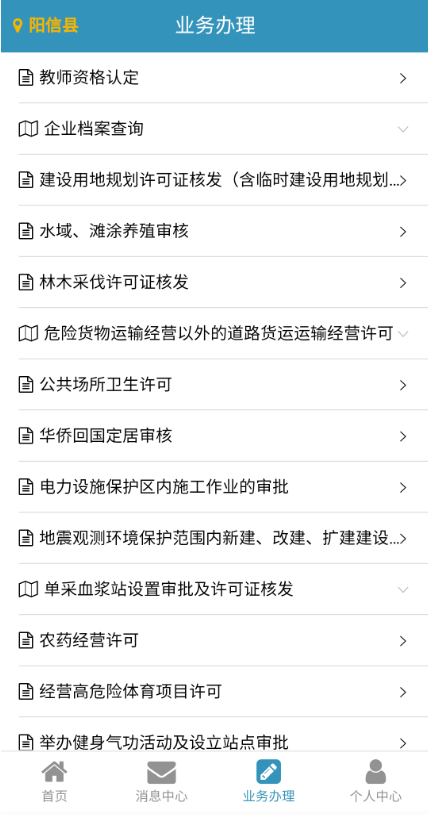 阳信县
业务办理
教师资格认定
企业档案查询
建设用地规划许可证核发（含临时建设用地规划...
水域、滩涂养殖审核
林木采伐许可证核发
危险货物运输经营以外的道路货运运输经营许可
公共场所卫生许可
华侨回国定居审核
电力设施保护区内施工作业的审批
地震观测环境保护范围内新建、改建、扩建建设...
单采血浆站设置审批及许可证核发
农药经营许可
经营高危险体育项目许可
举办健身气功活动及设立站点审批
首页
消息中心
业务办理
个人中心